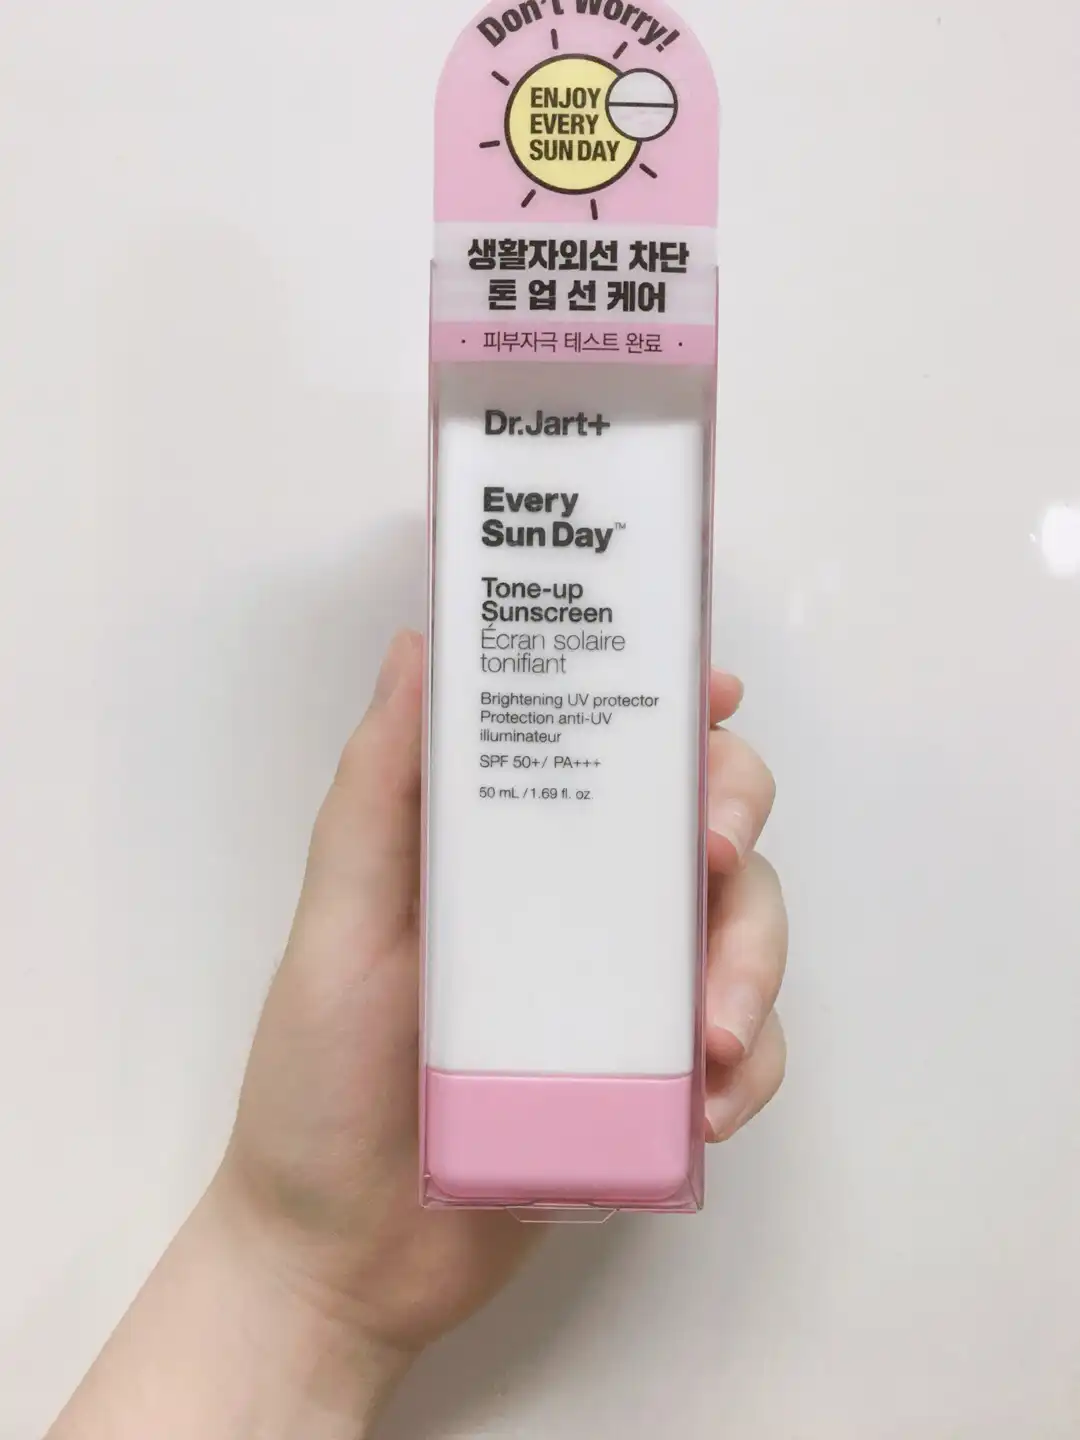 Don't Worry!
ENJOY
EVERY
SUN DAY
생활자외선 차단
톤 업 선 케어
· 피부자극 테스트 완료 ·
Dr.Jart+
Every
Sun Day™
Tone-up
Sunscreen
Écran solaire
tonifiant
Brightening UV protector
Protection anti-UV
illuminateur
SPF 50+/ PA+++
50 mL / 1.69 fl. oz.